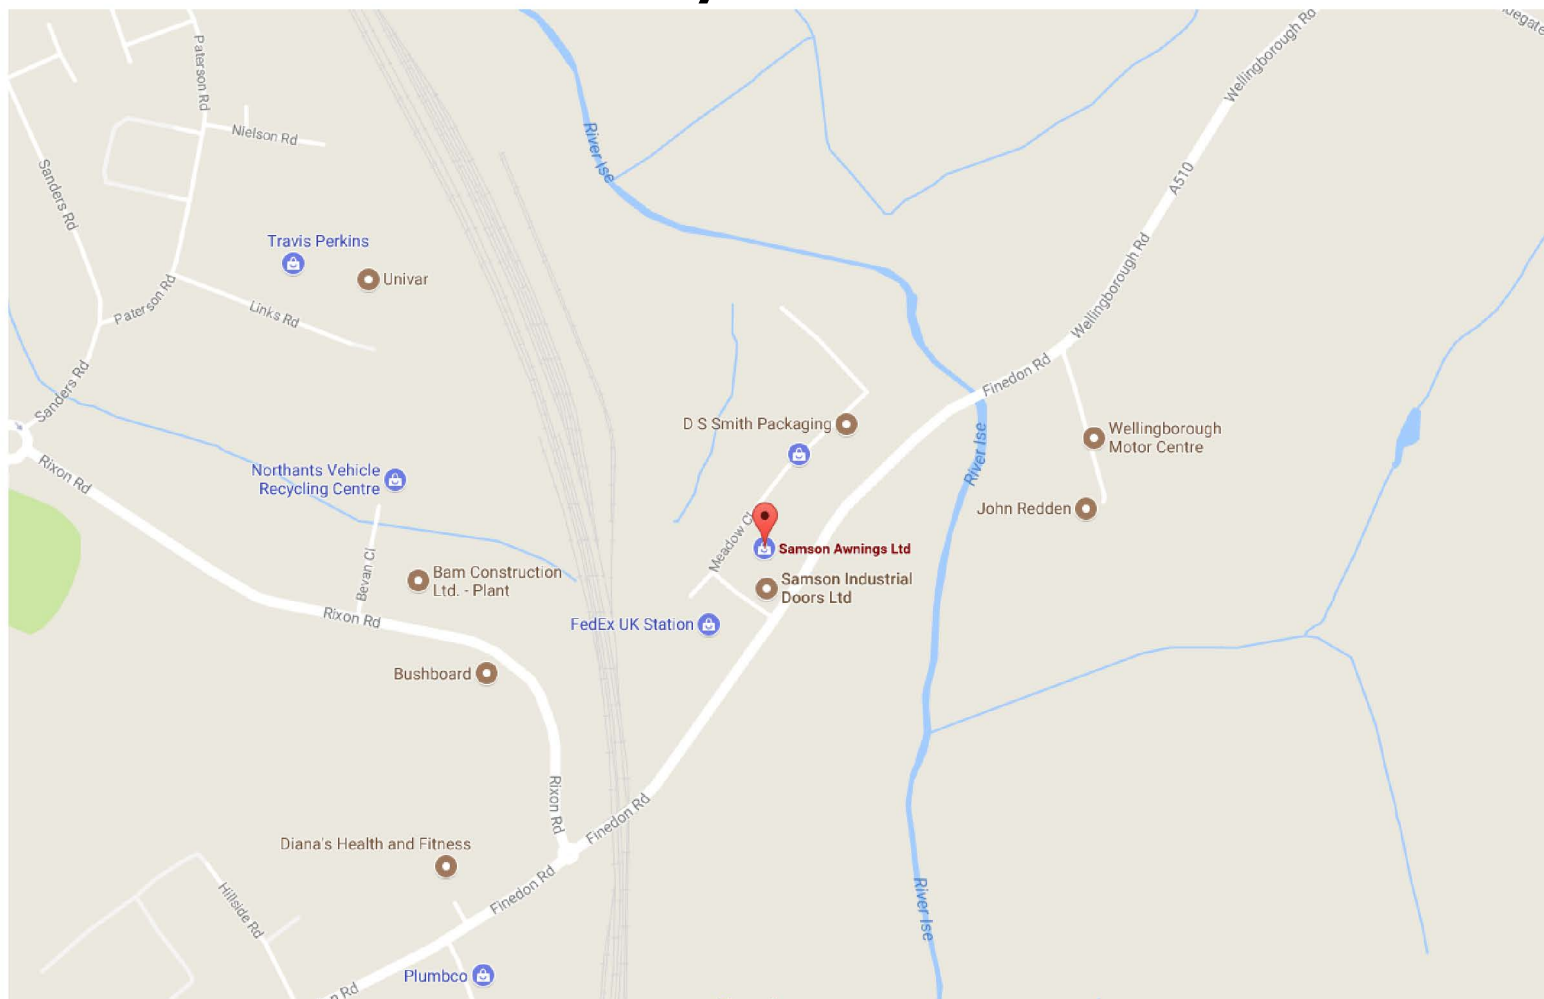 Wellingborough Rd
Paterson Rd
Nielson Rd
River Ise
Sanders Rd
A510
Travis Perkins
Univar
Wellingborough Rd
Paterson Rd
Links Rd
Finedon Rd
Sanders Rd
D S Smith Packaging
Wellingborough
Motor Centre
River Ise
Rixon Rd
Northants Vehicle
Recycling Centre
John Redden
Meadow Cl
Samson Awnings Ltd
Bevan Cl
Bam Construction
Ltd. - Plant
Samson Industrial
Doors Ltd
Rixon Rd
FedEx UK Station
Bushboard
Rixon Rd
Finedon Rd
Diana's Health and Fitness
Finedon Rd
Hillside Rd
River Ise
Plumbco
Rd